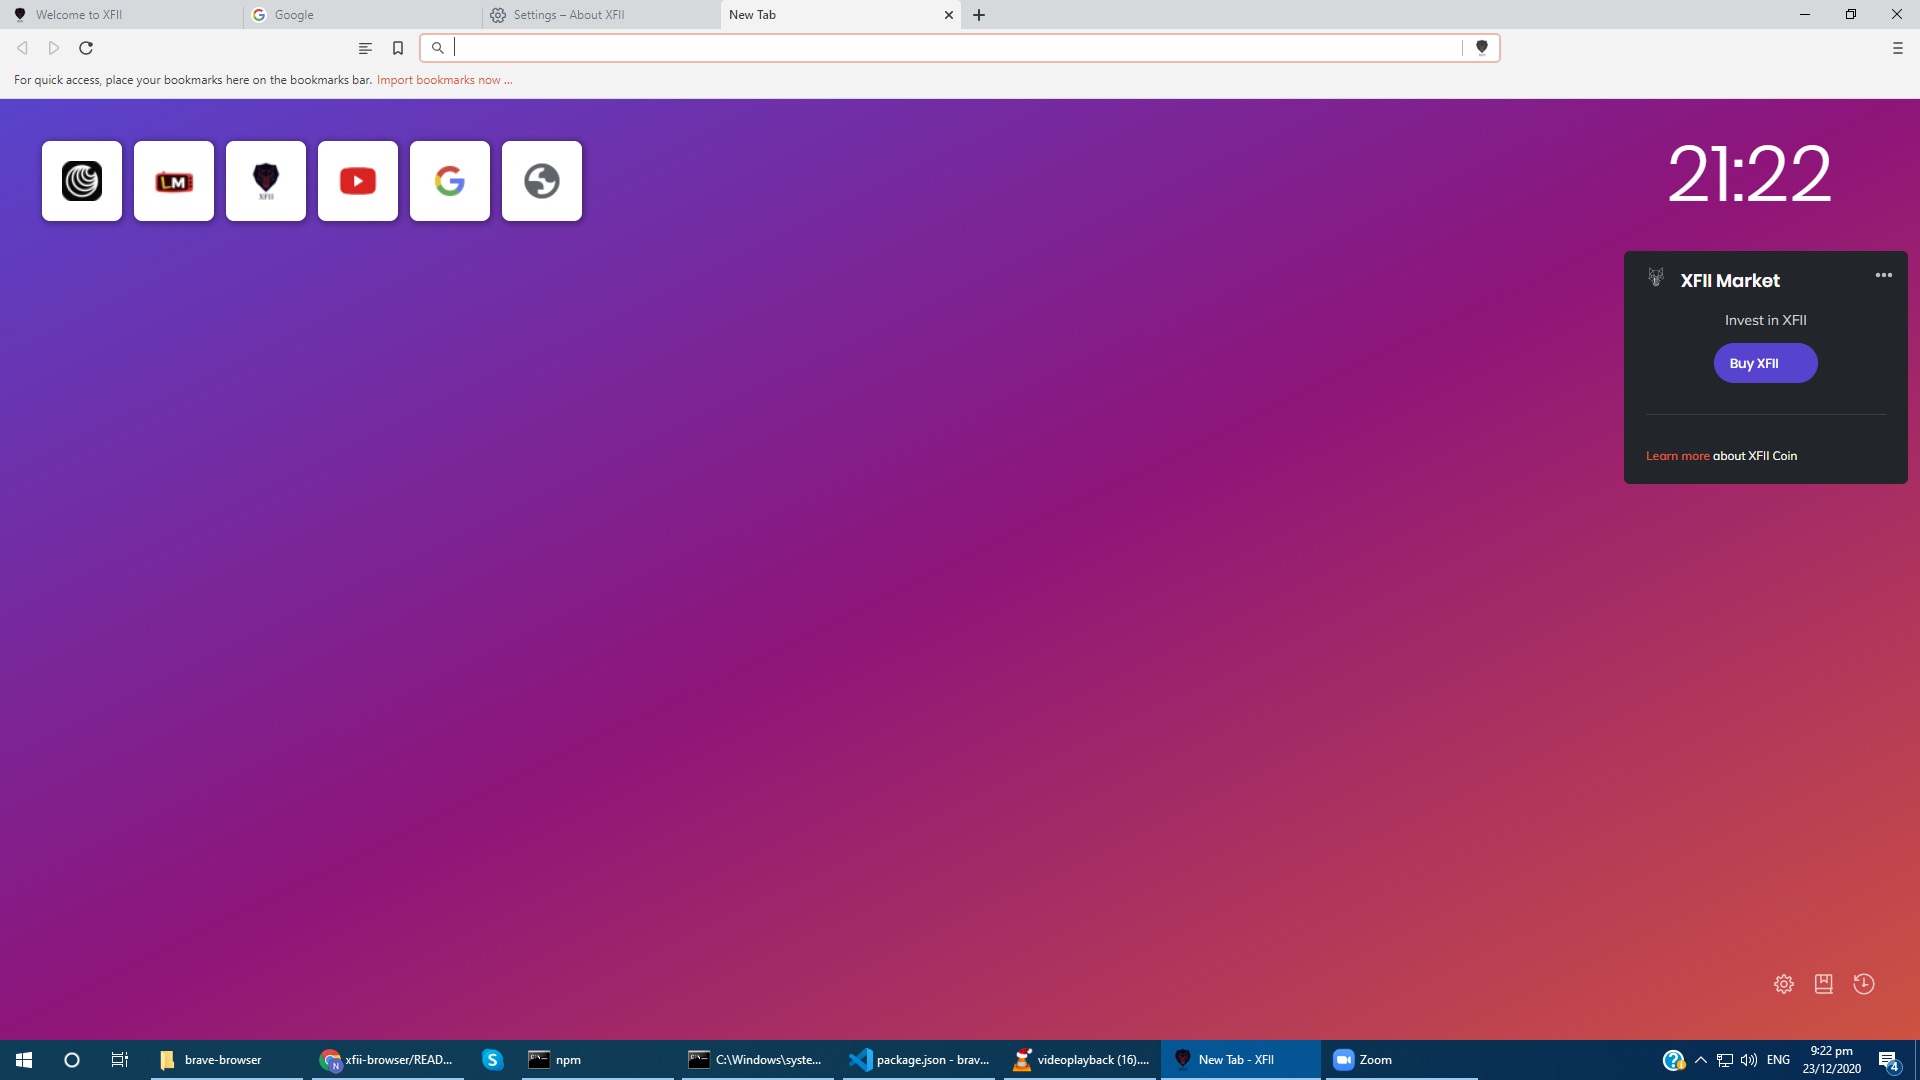 Welcome to XFII
Google
Settings – About XFII
New Tab
For quick access, place your bookmarks here on the bookmarks bar. Import bookmarks now ...
LM
XFII
21:22
XFII Market
Invest in XFII
Buy XFII
Learn more about XFII Coin
brave-browser
N
xfii-browser/READ...
npm
C:\Windows\syste...
package.json - brav...
videoplayback (16)....
New Tab - XFII
Zoom
ENG
9:22 pm
23/12/2020
4